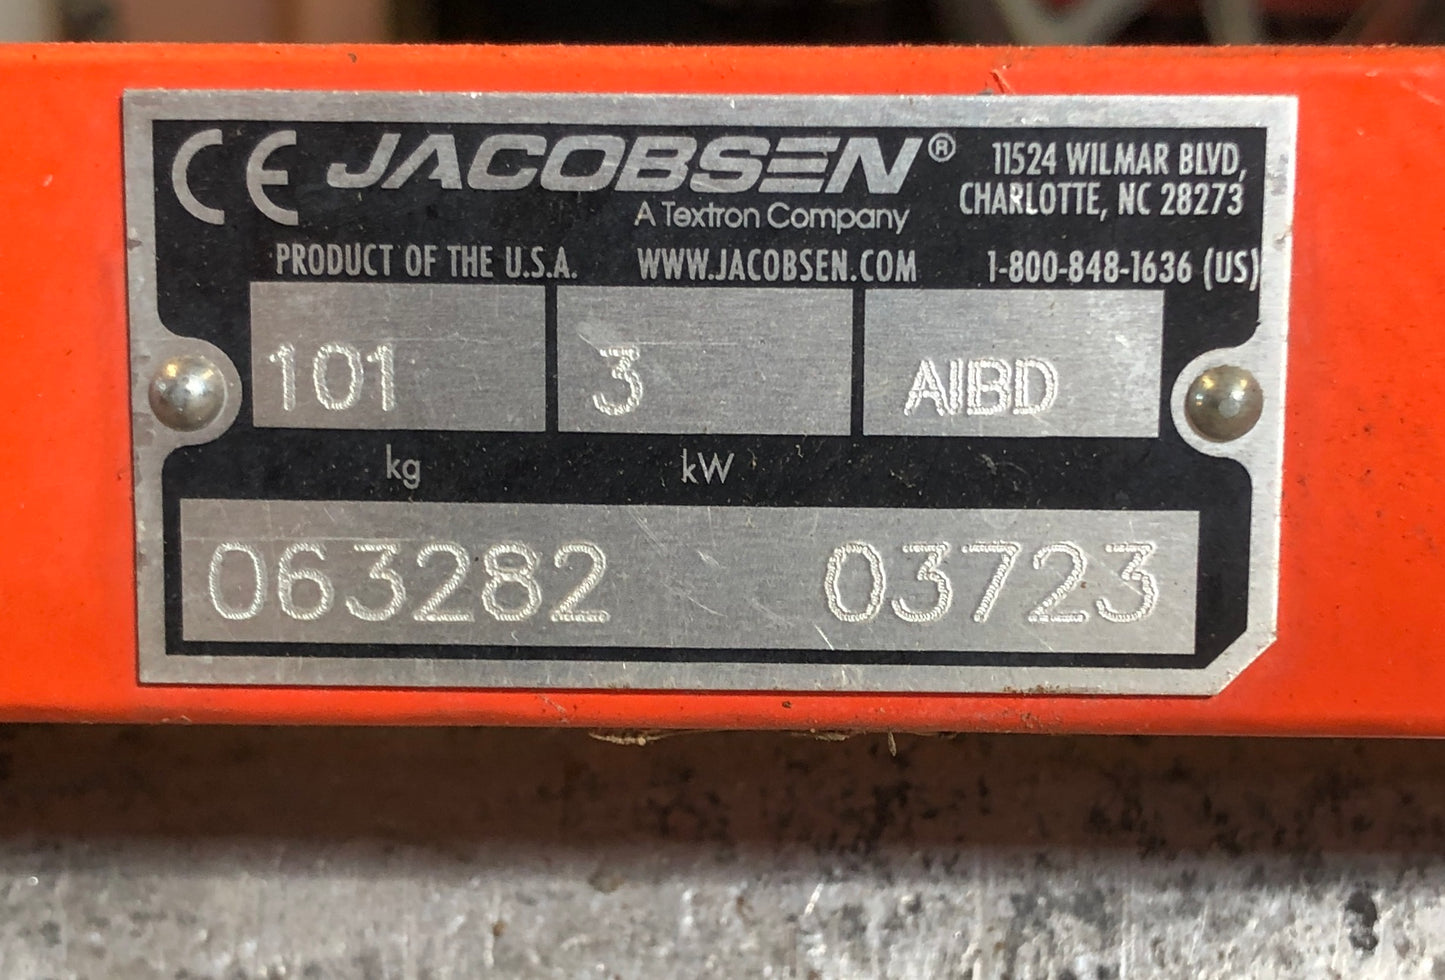 CE JACOBSEN® 11524 WILMAR BLVD,
A Textron Company CHARLOTTE, NC 28273
PRODUCT OF THE U.S.A. WWW.JACOBSEN.COM 1-800-848-1636 (US)
101 3 AIBD
kg kW
063282 03723